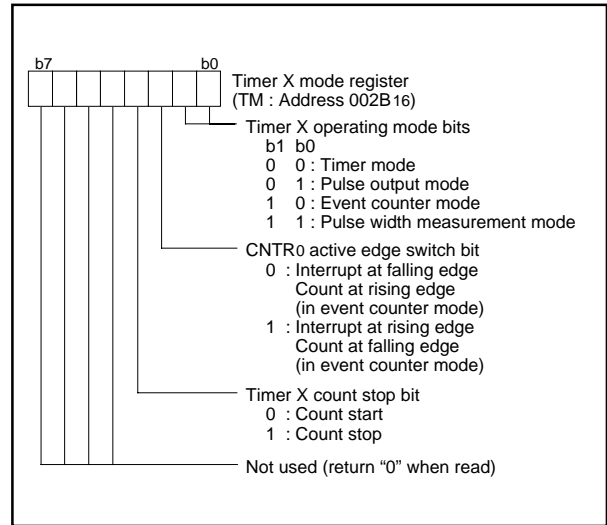 b7 b0
Timer X mode register
(TM : Address 002B16)
Timer X operating mode bits
b1 b0
0 0 : Timer mode
0 1 : Pulse output mode
1 0 : Event counter mode
1 1 : Pulse width measurement mode
CNTR0 active edge switch bit
0 : Interrupt at falling edge
Count at rising edge
(in event counter mode)
1 : Interrupt at rising edge
Count at falling edge
(in event counter mode)
Timer X count stop bit
0 : Count start
1 : Count stop
Not used (return “0” when read)